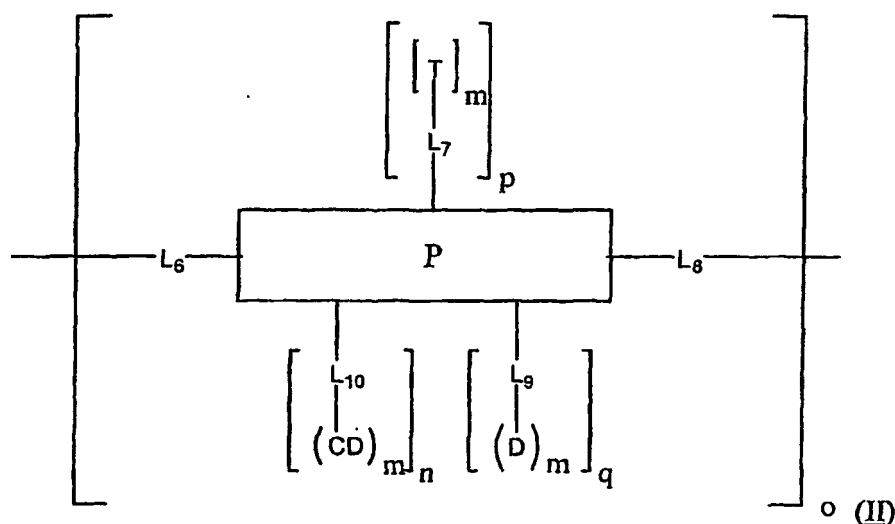 [ T ] m
L7
p
L6 P L8
L10 L9
(CD) m n (D) m q
o (II)